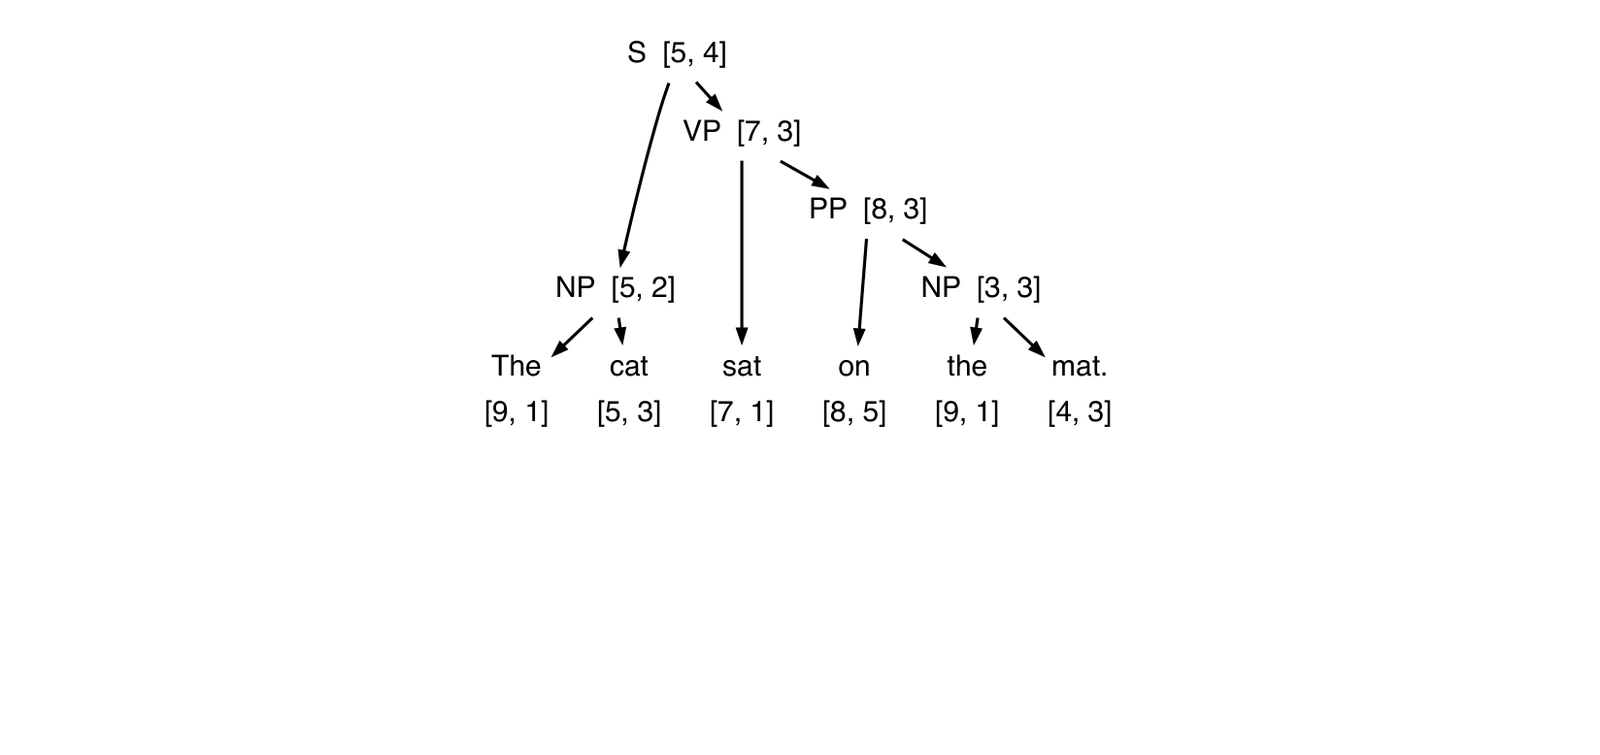 S [5, 4]
VP [7, 3]
PP [8, 3]
NP [5, 2] NP [3, 3]
The cat sat on the mat.
[9, 1] [5, 3] [7, 1] [8, 5] [9, 1] [4, 3]